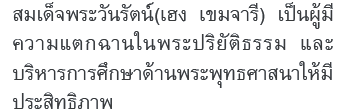 สมเด็จพระวันรัตน์(เฮง เขมจารี) เป็นผู้มี
ความแตกฉานในพระปริยัติธรรม และ
บริหารการศึกษาด้านพระพุทธศาสนาให้มี
ประสิทธิภาพ